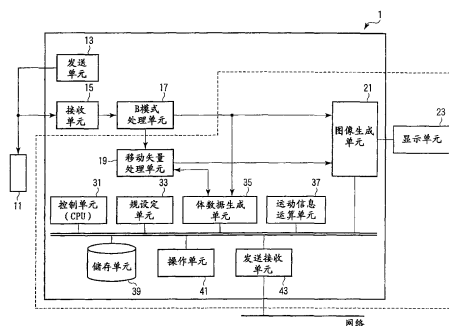 1
13
发送
单元
15
接收
单元
17
B模式
处理单元
21
图像生成
单元
23
显示单元
11
19
移动矢量
处理单元
31
控制单元
(CPU)
33
规设定
单元
35
体数据生成
单元
37
运动信息
运算单元
储存单元
39
操作单元
41
发送接收
单元
43
网络